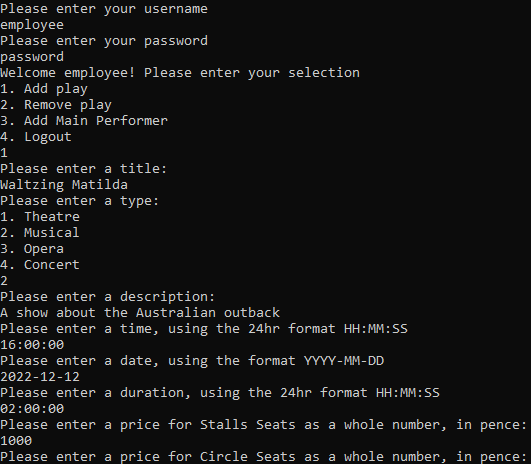 Please enter your username
employee
Please enter your password
password
Welcome employee! Please enter your selection
1. Add play
2. Remove play
3. Add Main Performer
4. Logout
1
Please enter a title:
Waltzing Matilda
Please enter a type:
1. Theatre
2. Musical
3. Opera
4. Concert
2
Please enter a description:
A show about the Australian outback
Please enter a time, using the 24hr format HH:MM:SS
16:00:00
Please enter a date, using the format YYYY-MM-DD
2022-12-12
Please enter a duration, using the 24hr format HH:MM:SS
02:00:00
Please enter a price for Stalls Seats as a whole number, in pence:
1000
Please enter a price for Circle Seats as a whole number, in pence: